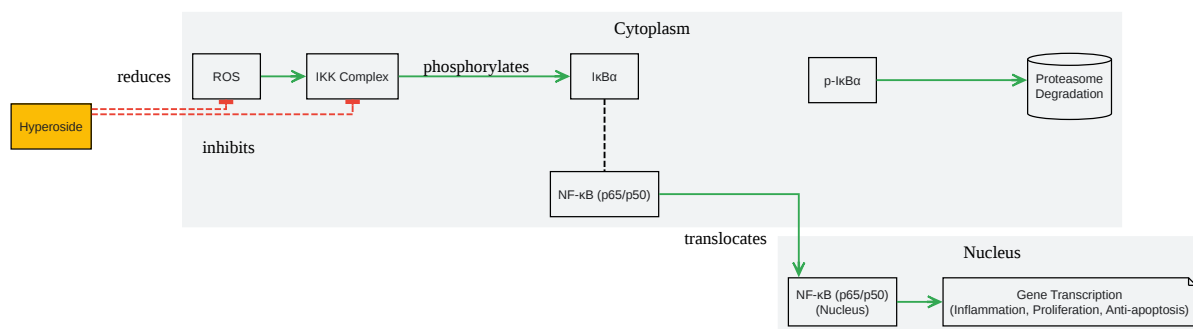 Cytoplasm
reduces
ROS
IKK Complex
phosphorylates
IκBα
p-IκBα
Proteasome
Degradation
Hyperoside
inhibits
NF-κB (p65/p50)
translocates
Nucleus
NF-κB (p65/p50)
(Nucleus)
Gene Transcription
(Inflammation, Proliferation, Anti-apoptosis)